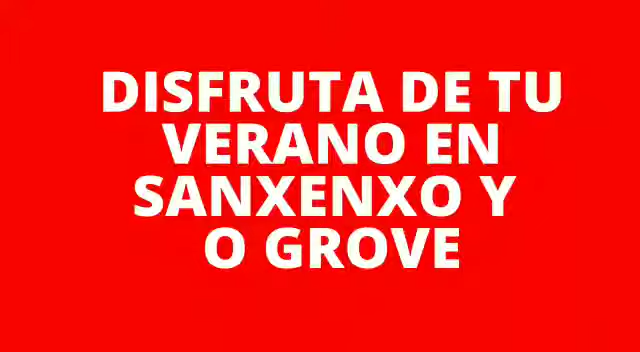 DISFRUTA DE TU
VERANO EN
SANXENXO Y
O GROVE